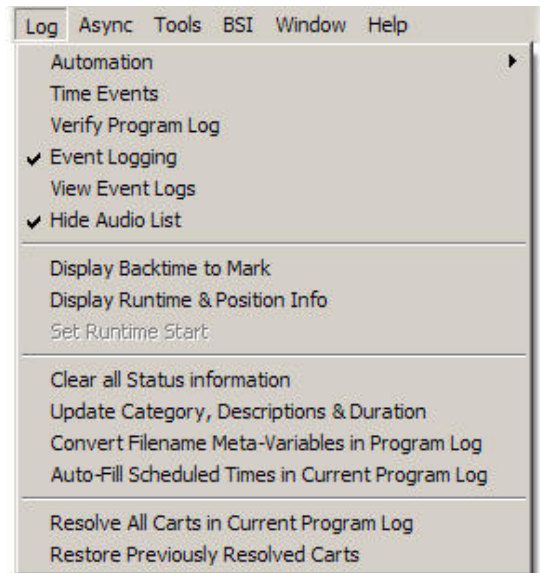 Log Async Tools BSI Window Help
Automation
Time Events
Verify Program Log
Event Logging
View Event Logs
Hide Audio List
Display Backtime to Mark
Display Runtime & Position Info
Set Runtime Start
Clear all Status information
Update Category, Descriptions & Duration
Convert Filename Meta-Variables in Program Log
Auto-Fill Scheduled Times in Current Program Log
Resolve All Carts in Current Program Log
Restore Previously Resolved Carts